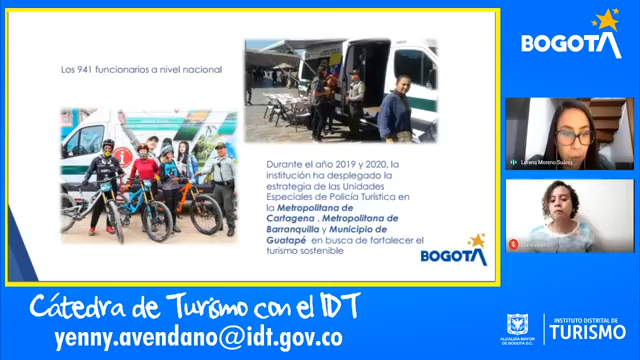 Los 941 funcionarios a nivel nacional
Durante el año 2019 y 2020, la
institución ha desplegado la
estrategia de las Unidades
Especiales de Policía Turística en
la Metropolitana de
Cartagena , Metropolitana de
Barranquilla y Municipio de
Guatapé en busca de fortalecer el
turismo sostenible
BOGOTA
BOGOTA
Lorena Moreno Suárez
Cátedra de Turismo con el IDT
yenny.avendano@idt.gov.co
ALCALDÍA MAYOR
DE BOGOTÁ D.C.
INSTITUTO DISTRITAL DE
TURISMO